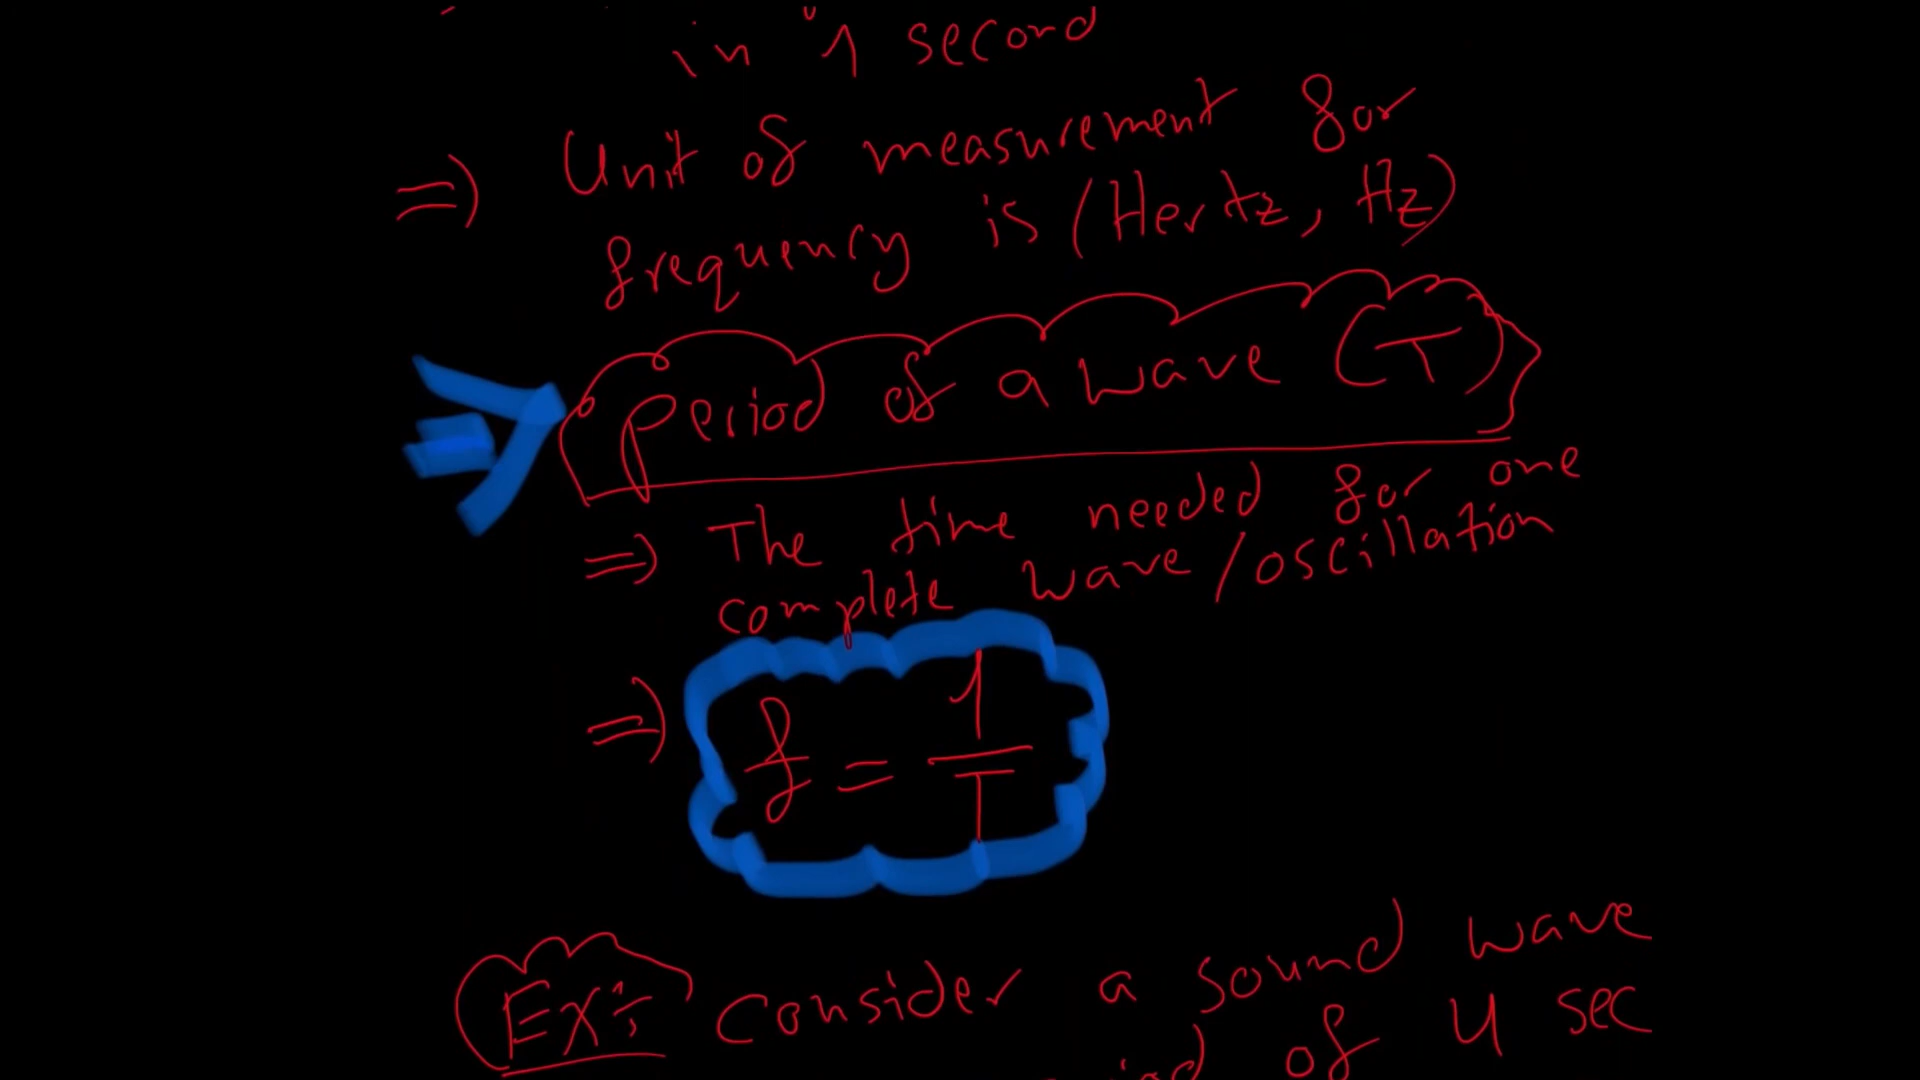 in 1 second
=> Unit of measurement for
frequency is (Hertz, Hz)
period of a wave (T)
=> The time needed for one
complete wave/oscillation
=> f = 1/T
EX: Consider a sound wave
of 4 sec